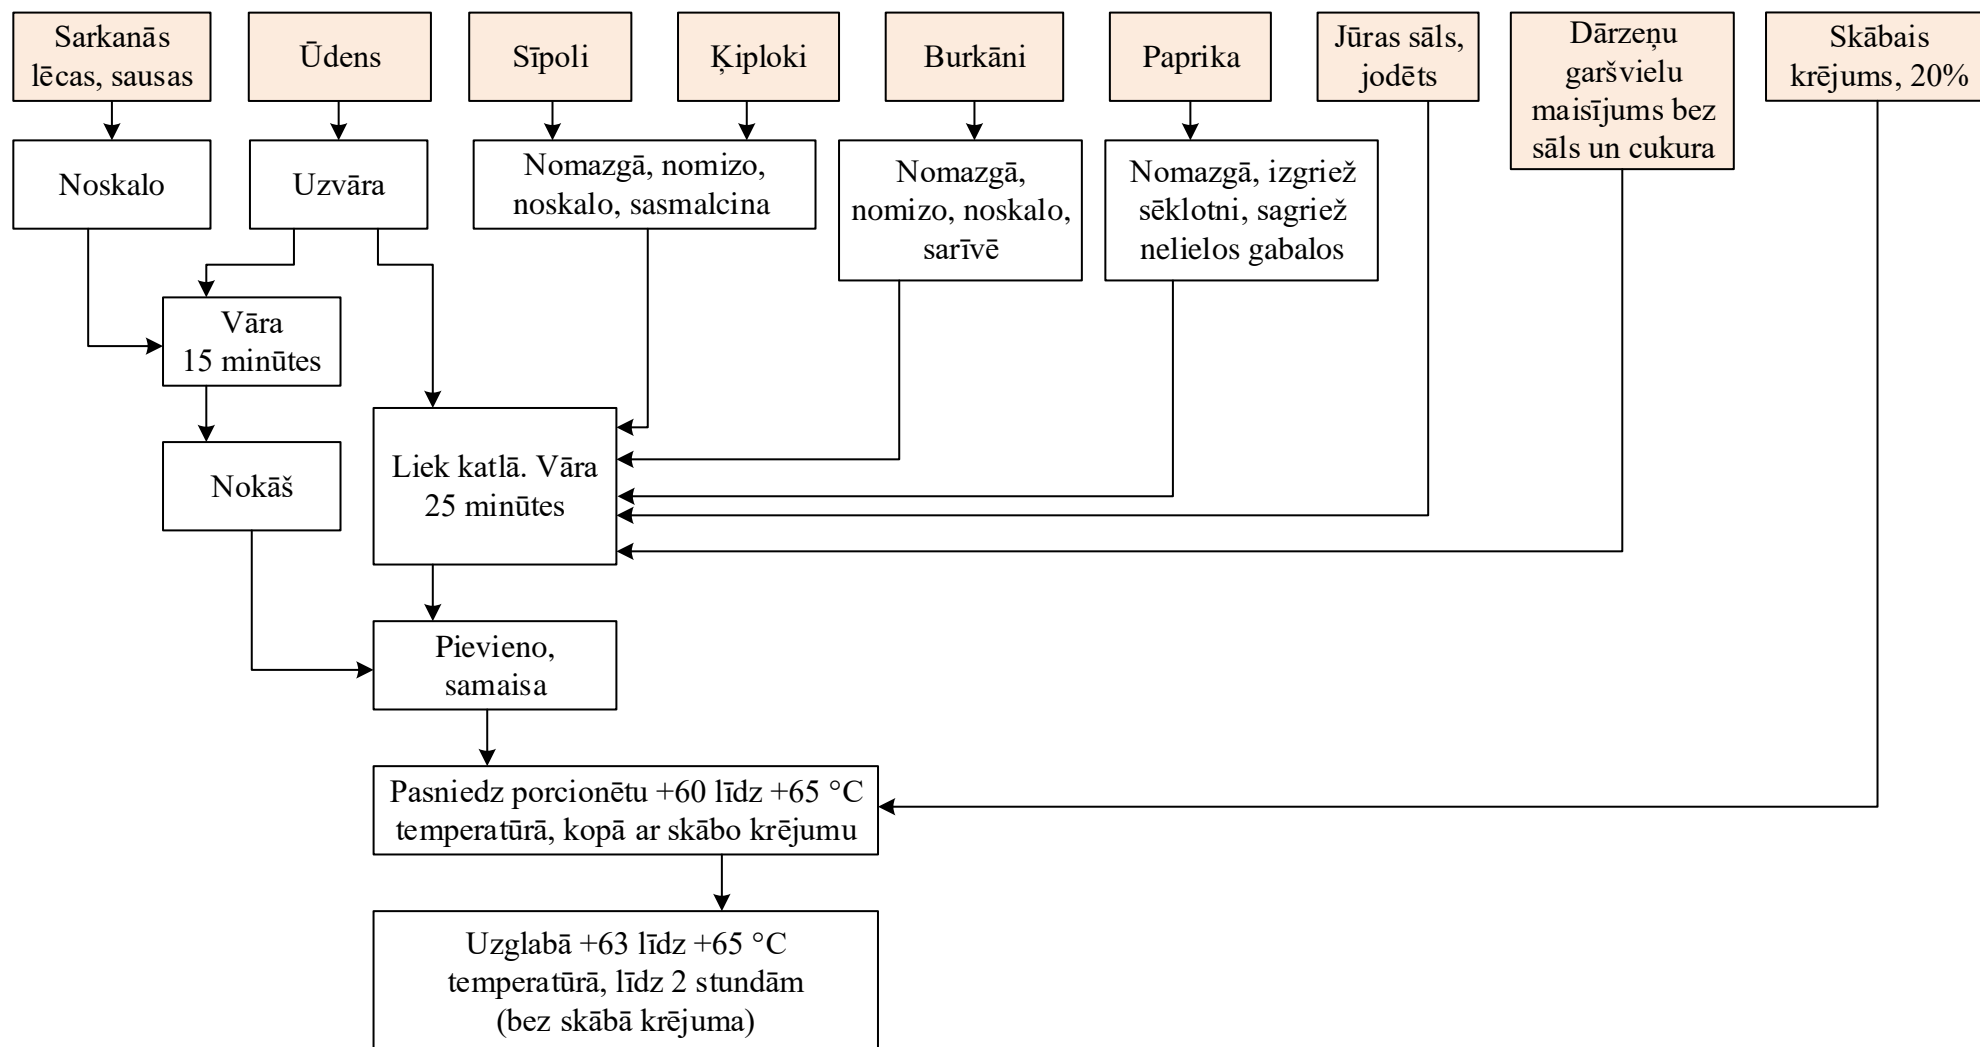 Sarkanās
lēcas, sausas
Ūdens
Sīpoli
Ķiploki
Burkāni
Paprika
Jūras sāls,
jodēts
Dārzeņu
garšvielu
maisījums bez
sāls un cukura
Skābais
krējums, 20%
Noskalo
Uzvāra
Nomazgā, nomizo,
noskalo, sasmalcina
Nomazgā,
nomizo, noskalo,
sarīvē
Nomazgā, izgriež
sēklotni, sagriež
nelielos gabalos
Vāra
15 minūtes
Nokāš
Liek katlā. Vāra
25 minūtes
Pievieno,
samaisa
Pasniedz porcionētu +60 līdz +65 °C
temperatūrā, kopā ar skābo krējumu
Uzglabā +63 līdz +65 °C
temperatūrā, līdz 2 stundām
(bez skābā krējuma)